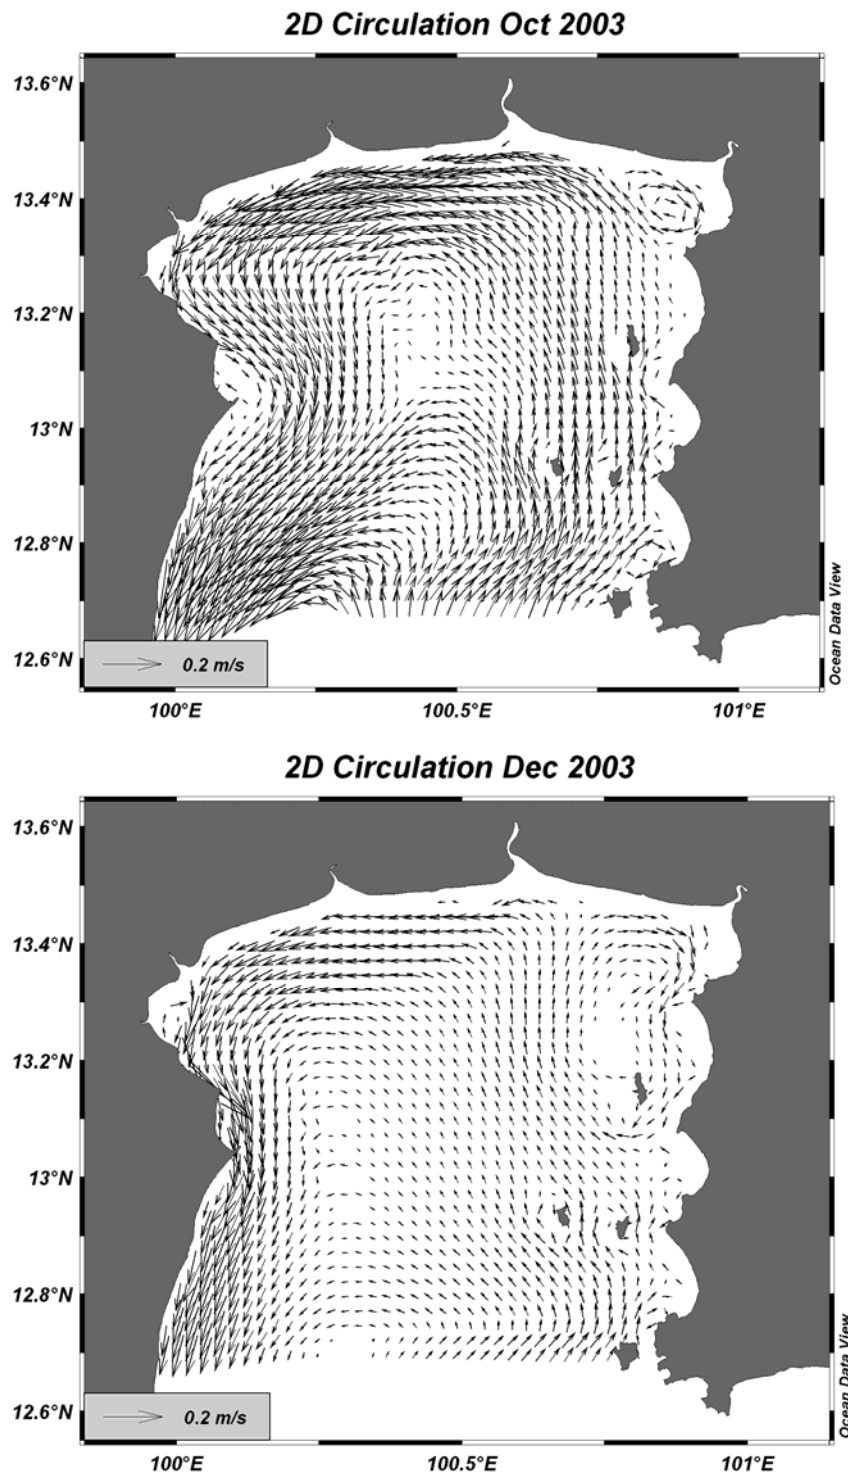 2D Circulation Oct 2003
13.6°N
13.4°N
13.2°N
13°N
12.8°N
12.6°N
0.2 m/s
Ocean Data View
100°E
100.5°E
101°E
2D Circulation Dec 2003
13.6°N
13.4°N
13.2°N
13°N
12.8°N
12.6°N
0.2 m/s
Ocean Data View
100°E
100.5°E
101°E